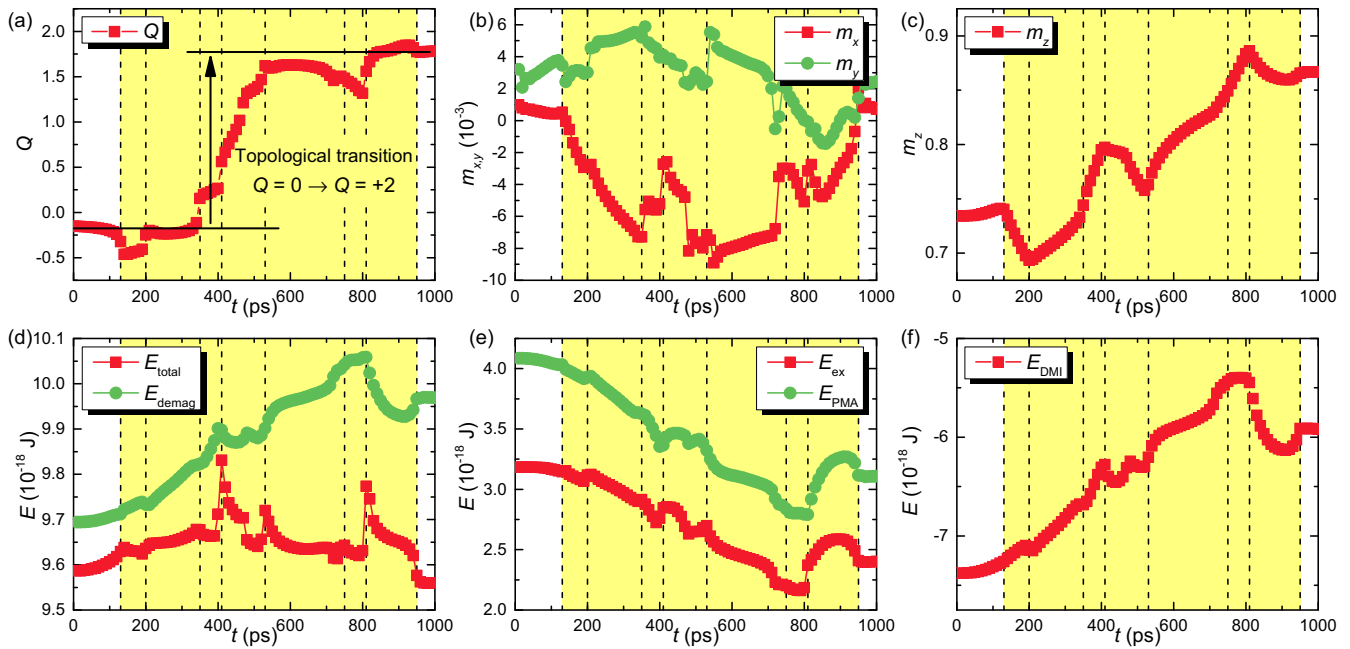 (a)
Q
2.0
1.5
1.0
0.5
0.0
-0.5
Q
Topological transition
Q = 0 → Q = +2
0 200 400 600 800 1000
t (ps)
(b)
m_x
m_y
6
4
2
0
-2
-4
-6
-8
-10
m_x,y (10⁻³)
0 200 400 600 800 1000
t (ps)
(c)
m_z
0.9
0.8
0.7
m_z
0 200 400 600 800 1000
t (ps)
(d)
E_total
E_demag
10.1
10.0
9.9
9.8
9.7
9.6
9.5
E (10⁻¹⁸ J)
0 200 400 600 800 1000
t (ps)
(e)
E_ex
E_PMA
4.0
3.5
3.0
2.5
2.0
E (10⁻¹⁸ J)
0 200 400 600 800 1000
t (ps)
(f)
E_DMI
-5
-6
-7
E (10⁻¹⁸ J)
0 200 400 600 800 1000
t (ps)